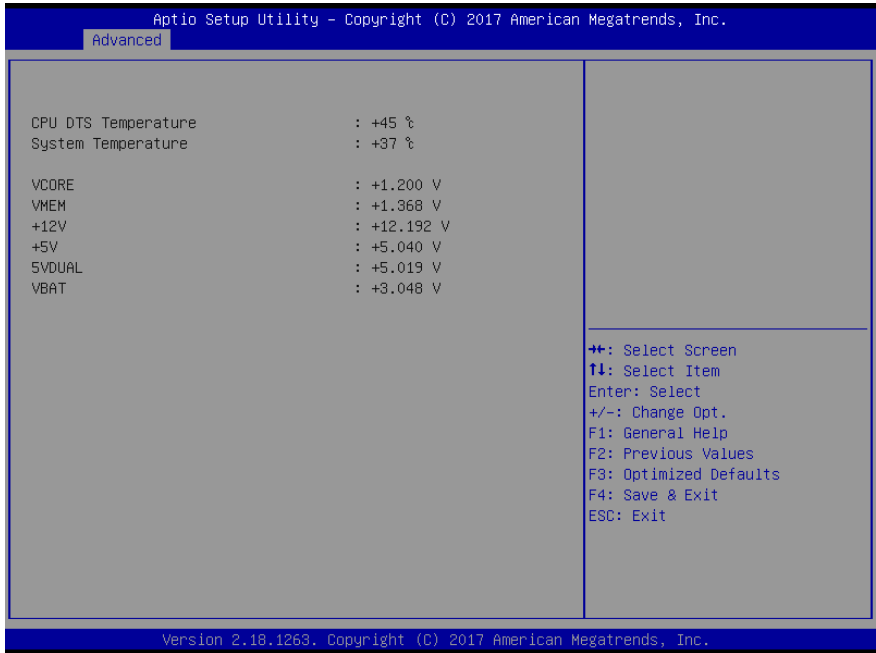 Aptio Setup Utility – Copyright (C) 2017 American Megatrends, Inc.
Advanced
CPU DTS Temperature : +45 ℃
System Temperature : +37 ℃
VCORE : +1.200 V
VMEM : +1.368 V
+12V : +12.192 V
+5V : +5.040 V
5VDUAL : +5.019 V
VBAT : +3.048 V
→←: Select Screen
↑↓: Select Item
Enter: Select
+/-: Change Opt.
F1: General Help
F2: Previous Values
F3: Optimized Defaults
F4: Save & Exit
ESC: Exit
Version 2.18.1263. Copyright (C) 2017 American Megatrends, Inc.